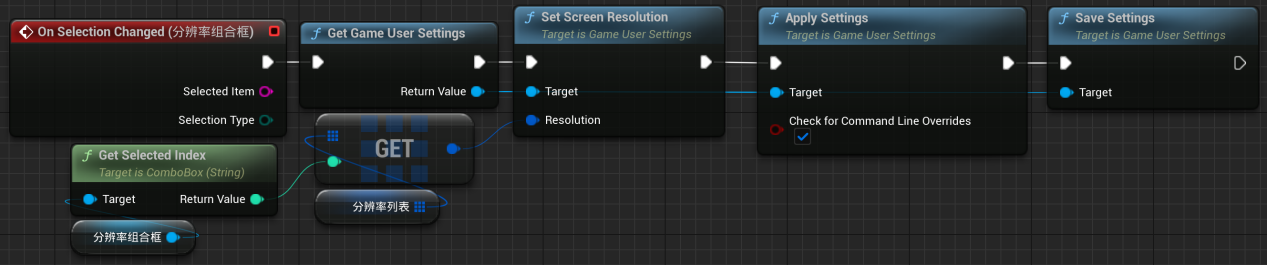 On Selection Changed (分辨率组合框)
Selected Item
Selection Type
Get Game User Settings
Return Value
Set Screen Resolution
Target is Game User Settings
Target
Resolution
Apply Settings
Target is Game User Settings
Target
Check for Command Line Overrides
Save Settings
Target is Game User Settings
Target
Get Selected Index
Target is ComboBox (String)
Target
Return Value
GET
分辨率列表
分辨率组合框